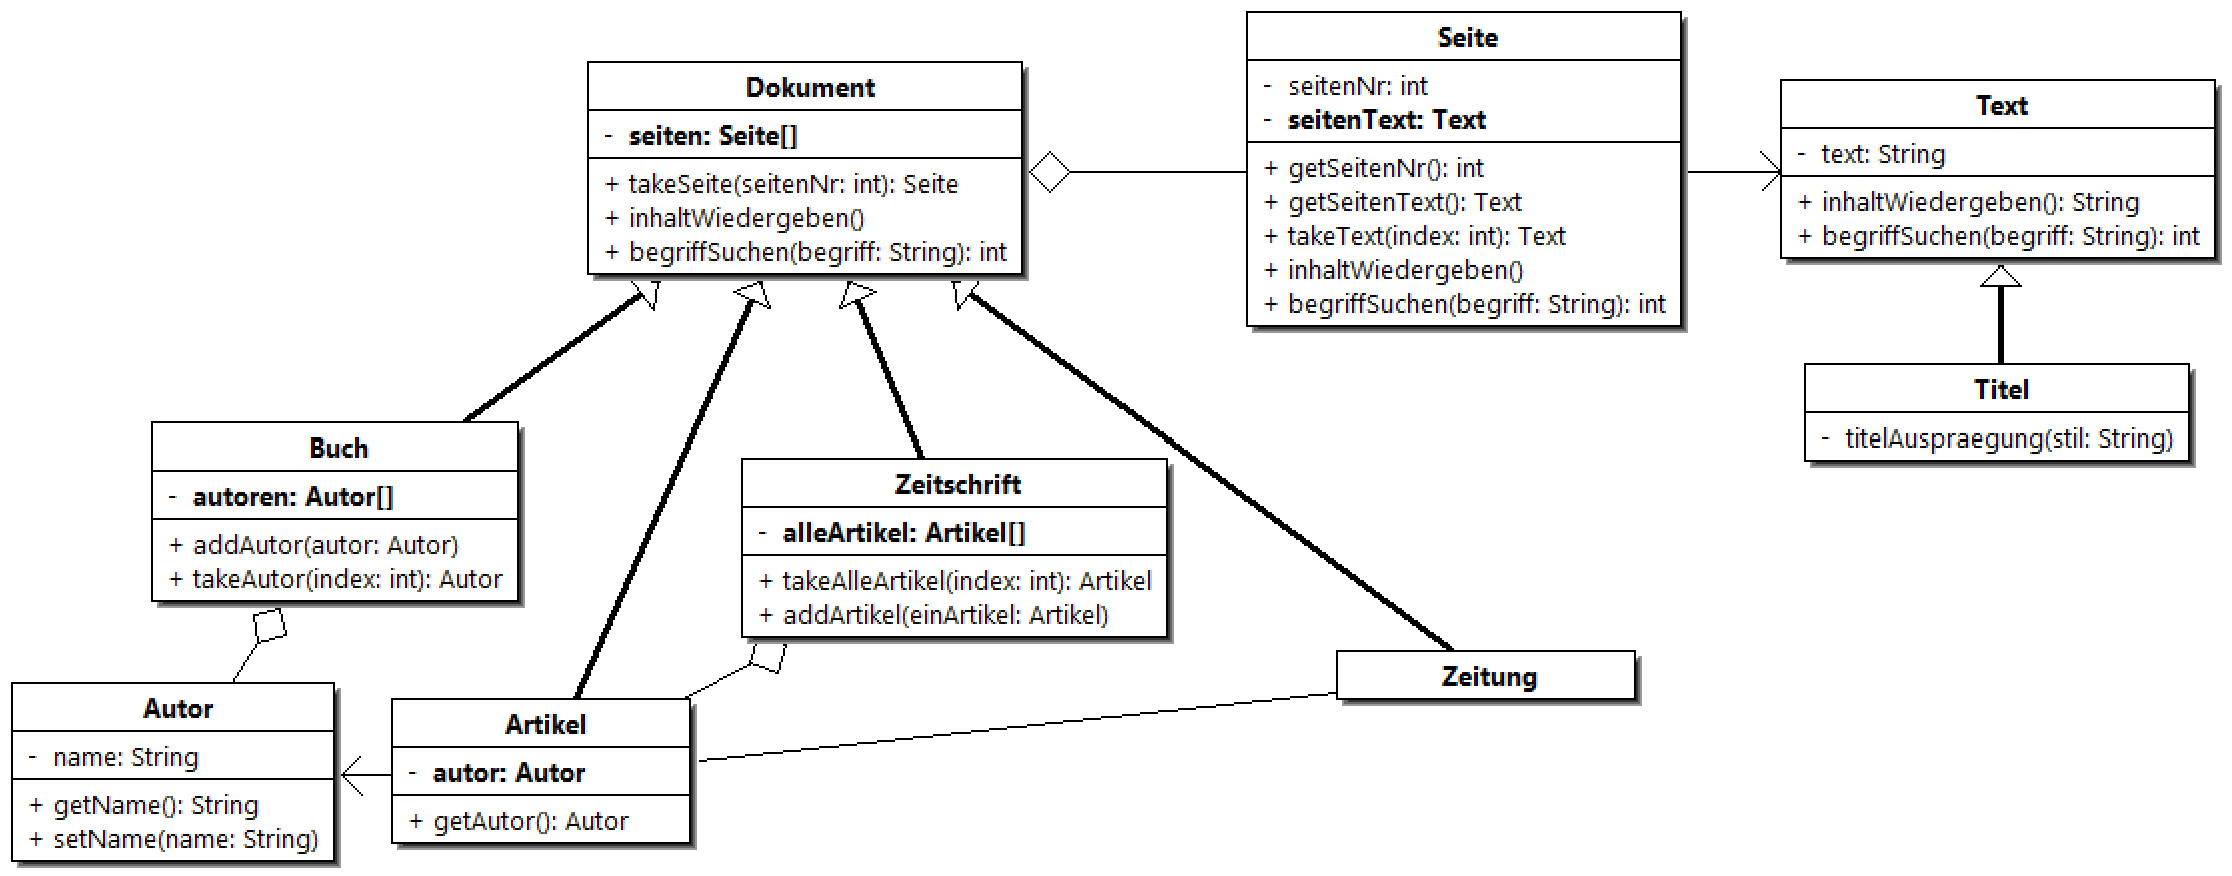 Dokument
- seiten: Seite[]
+ takeSeite(seitenNr: int): Seite
+ inhaltWiedergeben()
+ begriffSuchen(begriff: String): int
Seite
- seitenNr: int
- seitenText: Text
+ getSeitenNr(): int
+ getSeitenText(): Text
+ takeText(index: int): Text
+ inhaltWiedergeben()
+ begriffSuchen(begriff: String): int
Text
- text: String
+ inhaltWiedergeben(): String
+ begriffSuchen(begriff: String): int
Titel
- titelAuspraegung(stil: String)
Buch
- autoren: Autor[]
+ addAutor(autor: Autor)
+ takeAutor(index: int): Autor
Zeitschrift
- alleArtikel: Artikel[]
+ takeAlleArtikel(index: int): Artikel
+ addArtikel(einArtikel: Artikel)
Zeitung
Autor
- name: String
+ getName(): String
+ setName(name: String)
Artikel
- autor: Autor
+ getAutor(): Autor